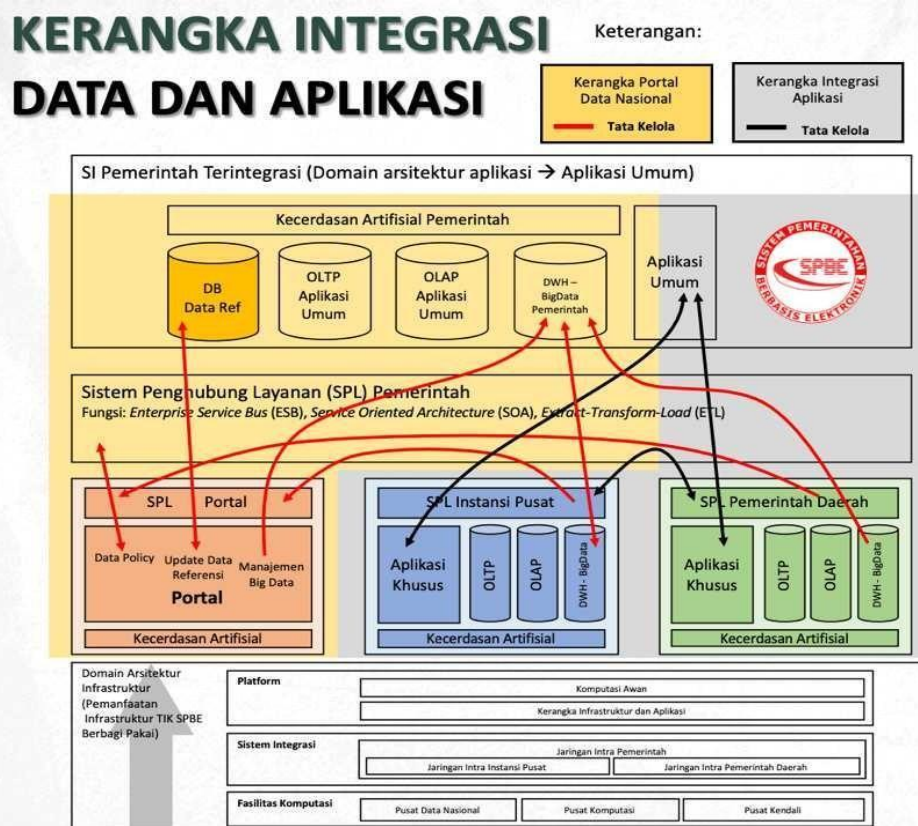 KERANGKA INTEGRASI
DATA DAN APLIKASI
Keterangan:
Kerangka Portal
Data Nasional
Tata Kelola
Kerangka Integrasi
Aplikasi
Tata Kelola
SI Pemerintah Terintegrasi (Domain arsitektur aplikasi → Aplikasi Umum)
Kecerdasan Artifisial Pemerintah
DB
Data Ref
OLTP
Aplikasi
Umum
OLAP
Aplikasi
Umum
DWH –
BigData
Pemerintah
Aplikasi
Umum
SISTEM PEMERINTAHAN
SPBE
BERBASIS ELEKTRONIK
Sistem Penghubung Layanan (SPL) Pemerintah
Fungsi: Enterprise Service Bus (ESB), Service Oriented Architecture (SOA), Extract-Transform-Load (ETL)
SPL Portal
Data Policy
Update Data
Referensi
Manajemen
Big Data
Portal
Kecerdasan Artifisial
SPL Instansi Pusat
Aplikasi
Khusus
OLTP
OLAP
DWH - BigData
Kecerdasan Artifisial
SPL Pemerintah Daerah
Aplikasi
Khusus
OLTP
OLAP
DWH - BigData
Kecerdasan Artifisial
Domain Arsitektur
Infrastruktur
(Pemanfaatan
Infrastruktur TIK SPBE
Berbagi Pakai)
Platform
Komputasi Awan
Kerangka Infrastruktur dan Aplikasi
Sistem Integrasi
Jaringan Intra Pemerintah
Jaringan Intra Instansi Pusat
Jaringan Intra Pemerintah Daerah
Fasilitas Komputasi
Pusat Data Nasional
Pusat Komputasi
Pusat Kendali